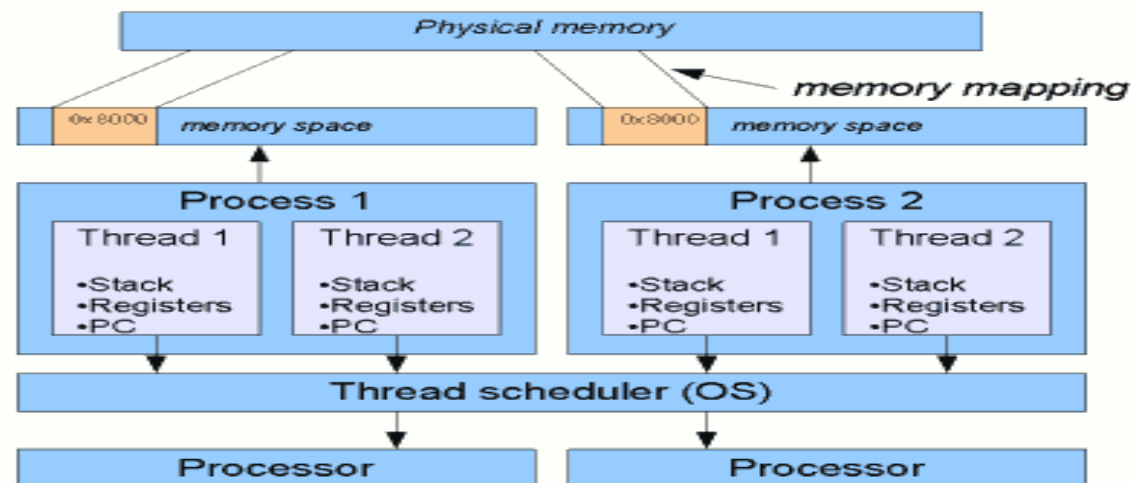 Physical memory
memory mapping
0x8000 memory space
0x8000 memory space
Process 1
Process 2
Thread 1
Thread 2
Thread 1
Thread 2
•Stack
•Registers
•PC
•Stack
•Registers
•PC
•Stack
•Registers
•PC
•Stack
•Registers
•PC
Thread scheduler (OS)
Processor
Processor